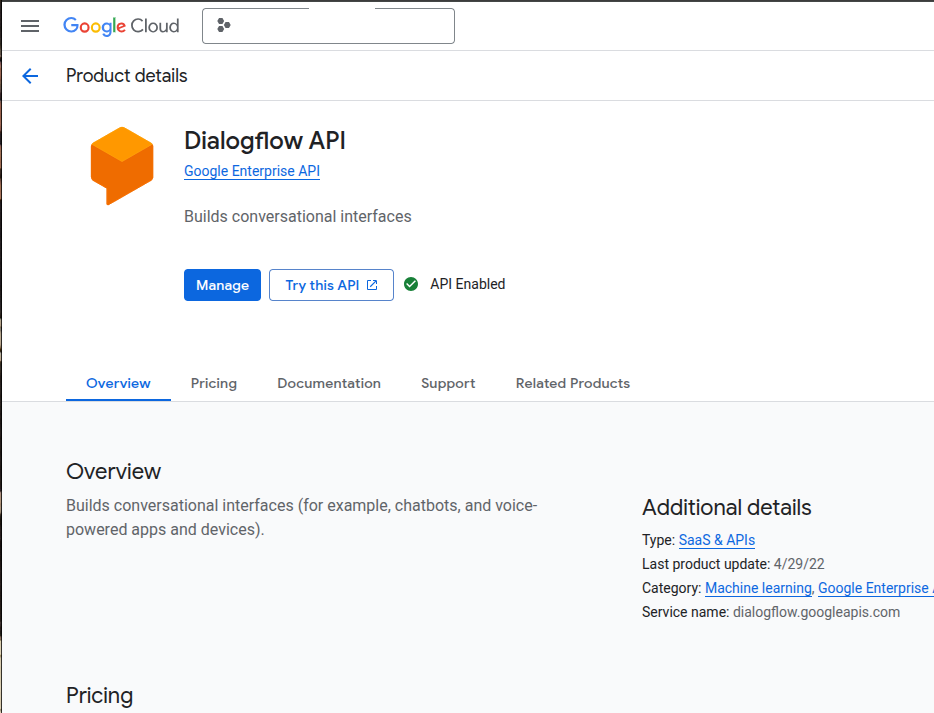 Google Cloud
Product details
Dialogflow API
Google Enterprise API
Builds conversational interfaces
Manage
Try this API
API Enabled
Overview
Pricing
Documentation
Support
Related Products
Overview
Builds conversational interfaces (for example, chatbots, and voice-
powered apps and devices).
Additional details
Type: SaaS & APIs
Last product update: 4/29/22
Category: Machine learning, Google Enterprise
Service name: dialogflow.googleapis.com
Pricing